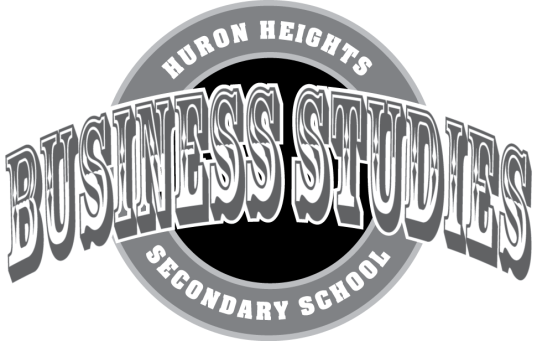 HURON HEIGHTS
BUSINESS STUDIES
SECONDARY SCHOOL